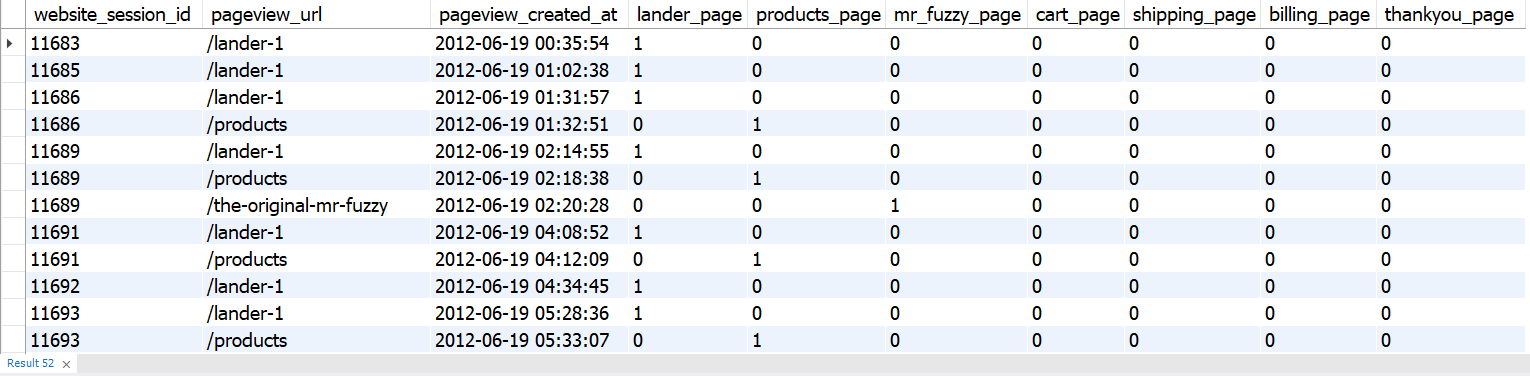 website_session_id pageview_url pageview_created_at lander_page products_page mr_fuzzy_page cart_page shipping_page billing_page thankyou_page
11683 /lander-1 2012-06-19 00:35:54 1 0 0 0 0 0 0
11685 /lander-1 2012-06-19 01:02:38 1 0 0 0 0 0 0
11686 /lander-1 2012-06-19 01:31:57 1 0 0 0 0 0 0
11686 /products 2012-06-19 01:32:51 0 1 0 0 0 0 0
11689 /lander-1 2012-06-19 02:14:55 1 0 0 0 0 0 0
11689 /products 2012-06-19 02:18:38 0 1 0 0 0 0 0
11689 /the-original-mr-fuzzy 2012-06-19 02:20:28 0 0 1 0 0 0 0
11691 /lander-1 2012-06-19 04:08:52 1 0 0 0 0 0 0
11691 /products 2012-06-19 04:12:09 0 1 0 0 0 0 0
11692 /lander-1 2012-06-19 04:34:45 1 0 0 0 0 0 0
11693 /lander-1 2012-06-19 05:28:36 1 0 0 0 0 0 0
11693 /products 2012-06-19 05:33:07 0 1 0 0 0 0 0
Result 52 ×